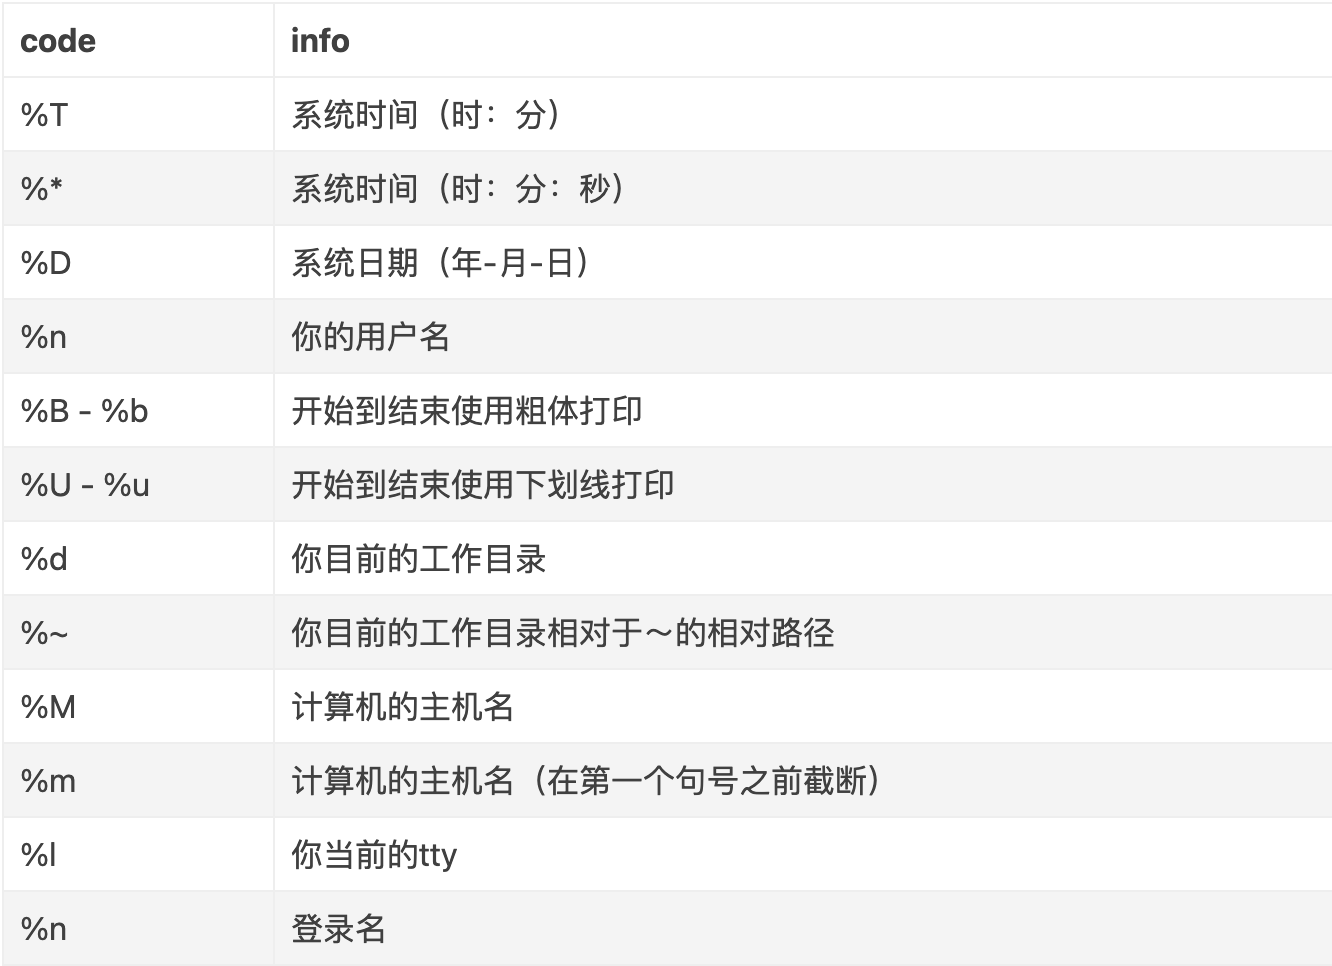 code info
%T 系统时间（时：分）
%* 系统时间（时：分：秒）
%D 系统日期（年-月-日）
%n 你的用户名
%B - %b 开始到结束使用粗体打印
%U - %u 开始到结束使用下划线打印
%d 你目前的工作目录
%~ 你目前的工作目录相对于～的相对路径
%M 计算机的主机名
%m 计算机的主机名（在第一个句号之前截断）
%l 你当前的tty
%n 登录名